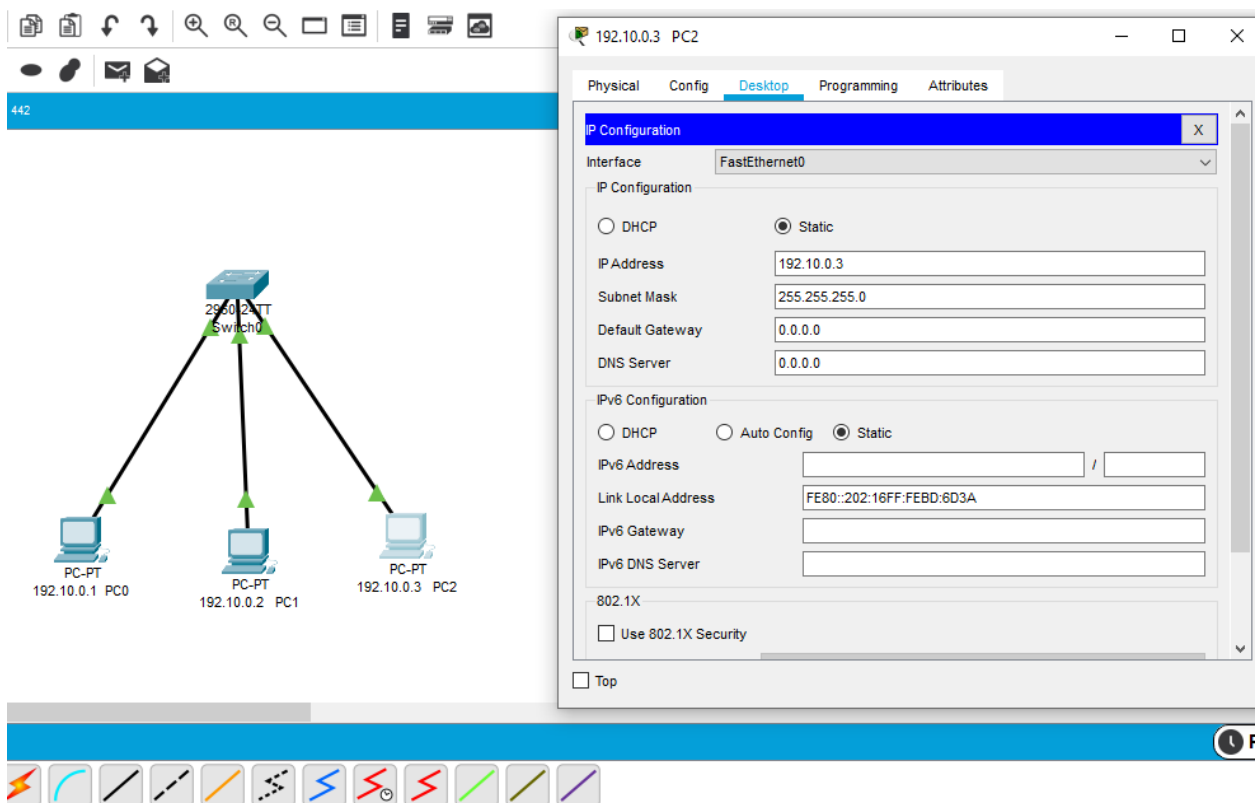 442
2960-24TT
Switch0
PC-PT
192.10.0.1 PC0
PC-PT
192.10.0.2 PC1
PC-PT
192.10.0.3 PC2
192.10.0.3 PC2
Physical Config Desktop Programming Attributes
IP Configuration X
Interface FastEthernet0
IP Configuration
DHCP Static
IP Address 192.10.0.3
Subnet Mask 255.255.255.0
Default Gateway 0.0.0.0
DNS Server 0.0.0.0
IPv6 Configuration
DHCP Auto Config Static
IPv6 Address /
Link Local Address FE80::202:16FF:FEBD:6D3A
IPv6 Gateway
IPv6 DNS Server
802.1X
Use 802.1X Security
Top